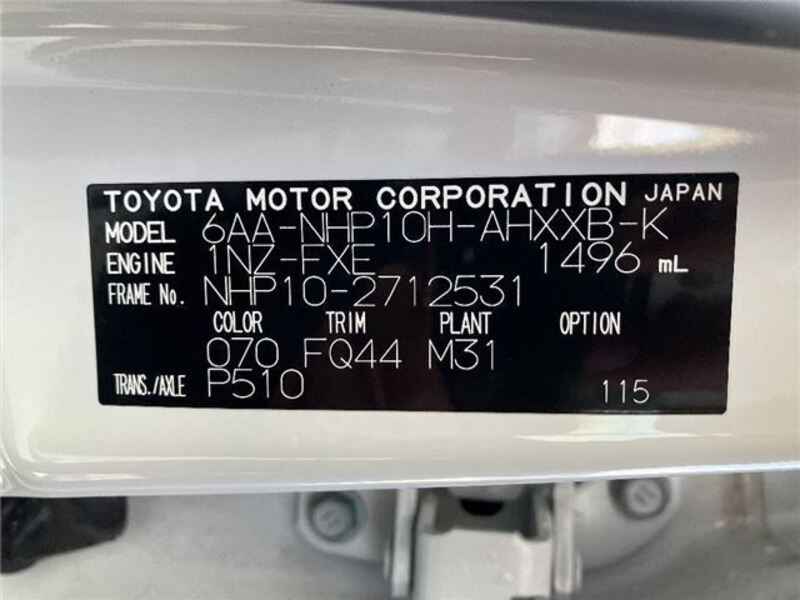 TOYOTA MOTOR CORPORATION JAPAN
MODEL 6AA-NHP10H-AHXXB-K
ENGINE 1NZ-FXE 1496 mL
FRAME No. NHP10-2712531
COLOR TRIM PLANT OPTION
070 FQ44 M31
TRANS./AXLE P510 115